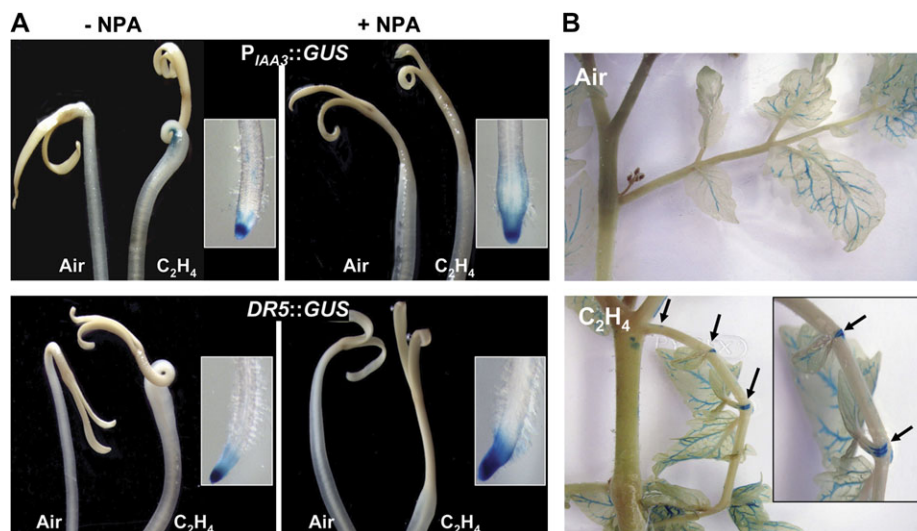 A
- NPA
+ NPA
B
P_IAA3::GUS
Air
C₂H₄
Air
C₂H₄
Air
DR5::GUS
Air
C₂H₄
Air
C₂H₄
C₂H₄